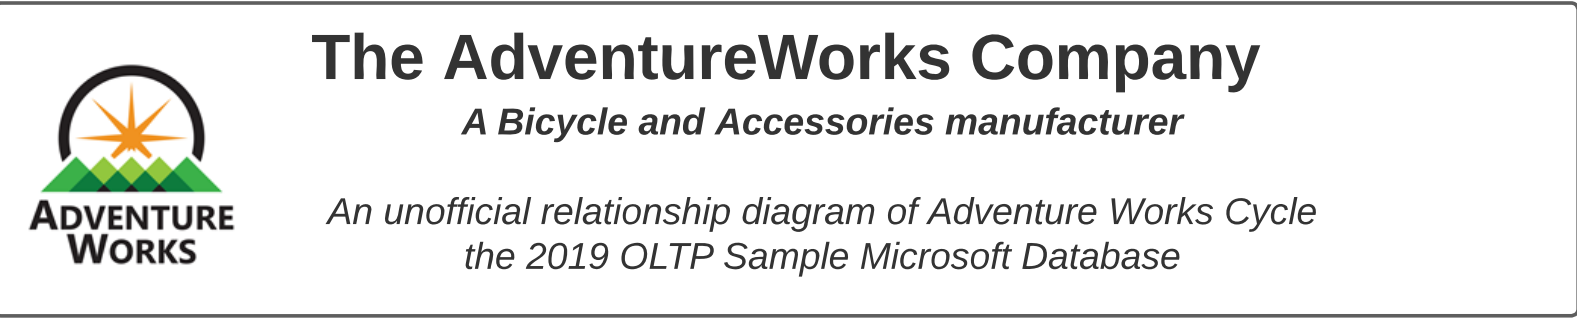 The AdventureWorks Company
A Bicycle and Accessories manufacturer
An unofficial relationship diagram of Adventure Works Cycle
the 2019 OLTP Sample Microsoft Database
ADVENTURE
WORKS